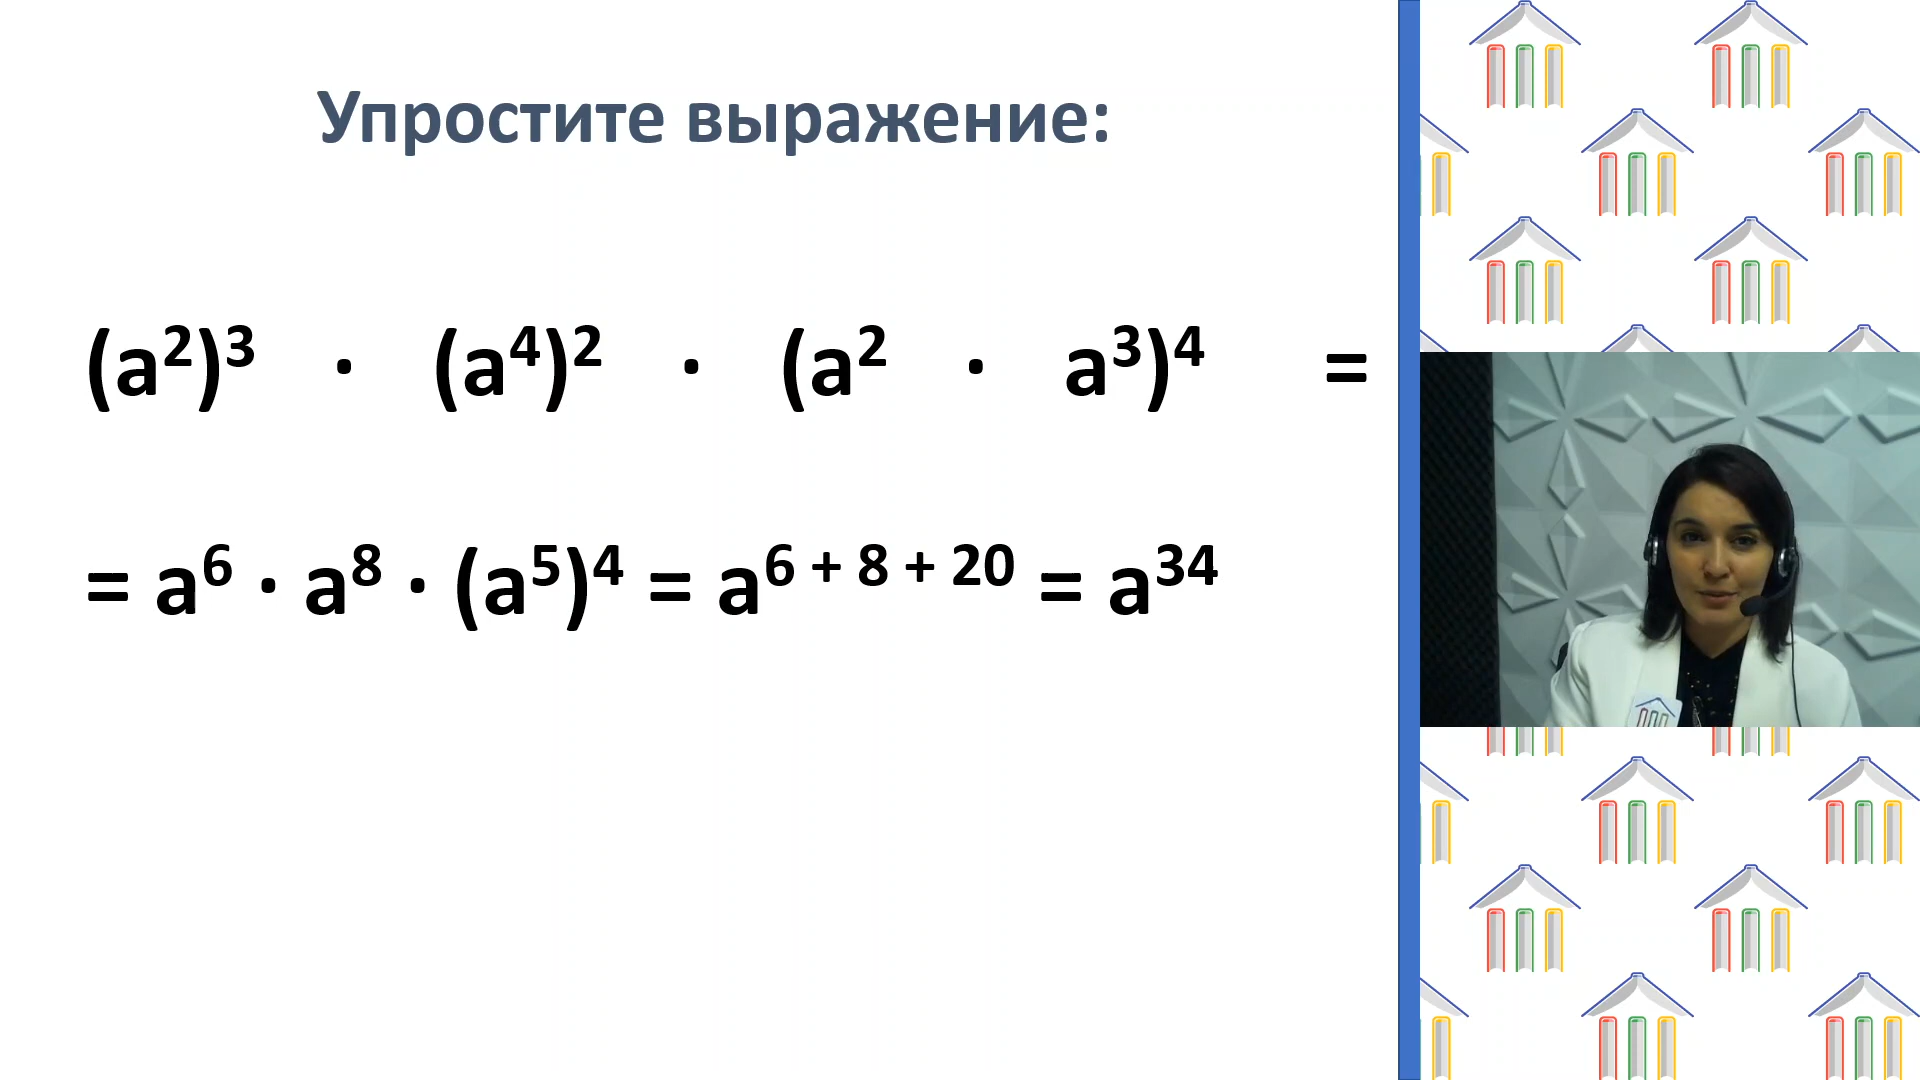 Упростите выражение:
(a²)³ · (a⁴)² · (a² · a³)⁴ =
= a⁶ · a⁸ · (a⁵)⁴ = a⁶ ⁺ ⁸ ⁺ ²⁰ = a³⁴